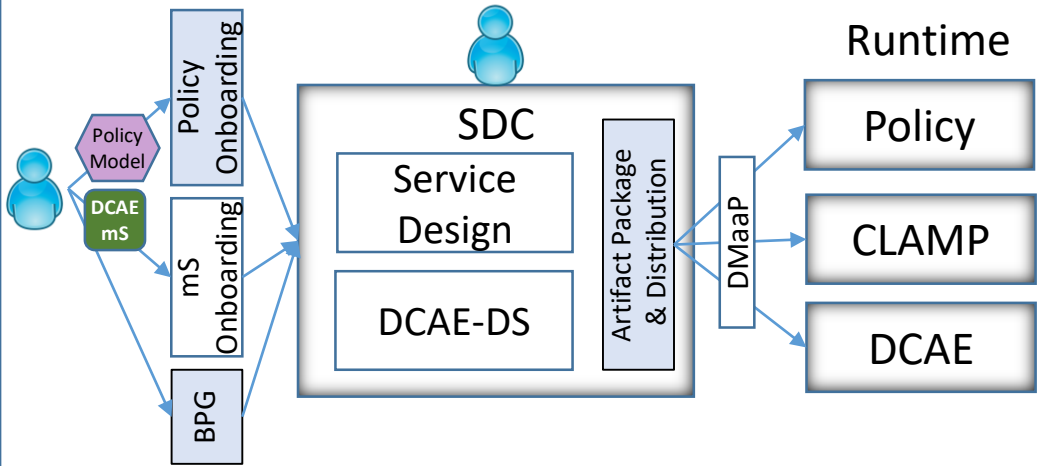 Policy
Model
DCAE
mS
Policy
Onboarding
mS
Onboarding
BPG
SDC
Service
Design
DCAE-DS
Artifact Package
& Distribution
DMaaP
Runtime
Policy
CLAMP
DCAE